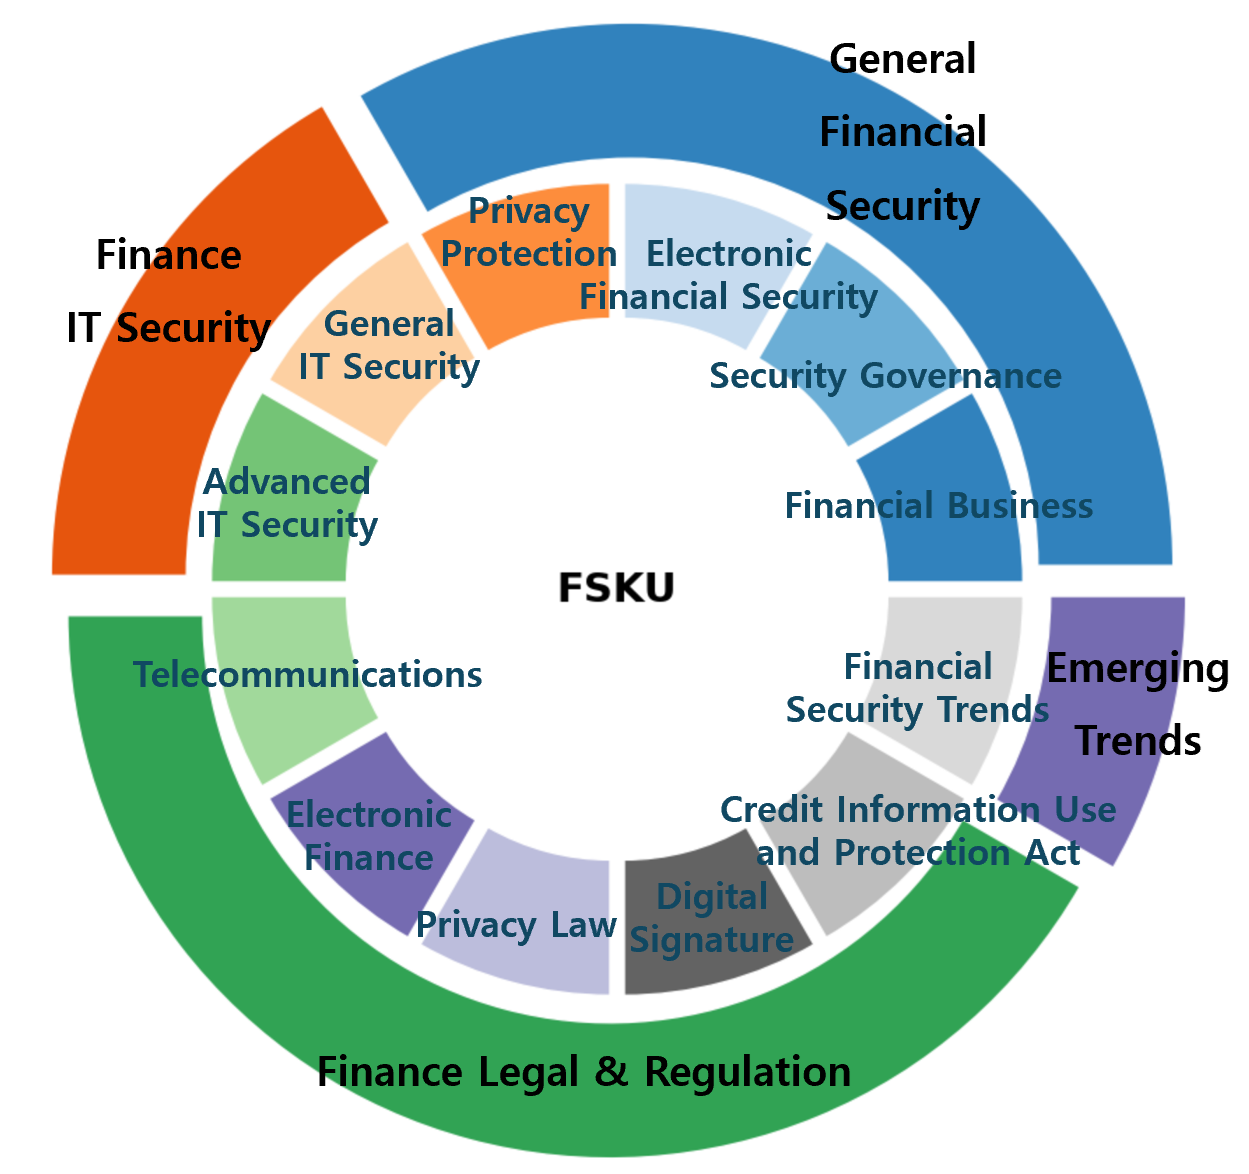 General
Financial
Security
Finance
IT Security
Privacy
Protection
Electronic
Financial Security
General
IT Security
Security Governance
Advanced
IT Security
Financial Business
FSKU
Telecommunications
Financial
Security Trends
Emerging
Trends
Electronic
Finance
Credit Information Use
and Protection Act
Privacy Law
Digital
Signature
Finance Legal & Regulation